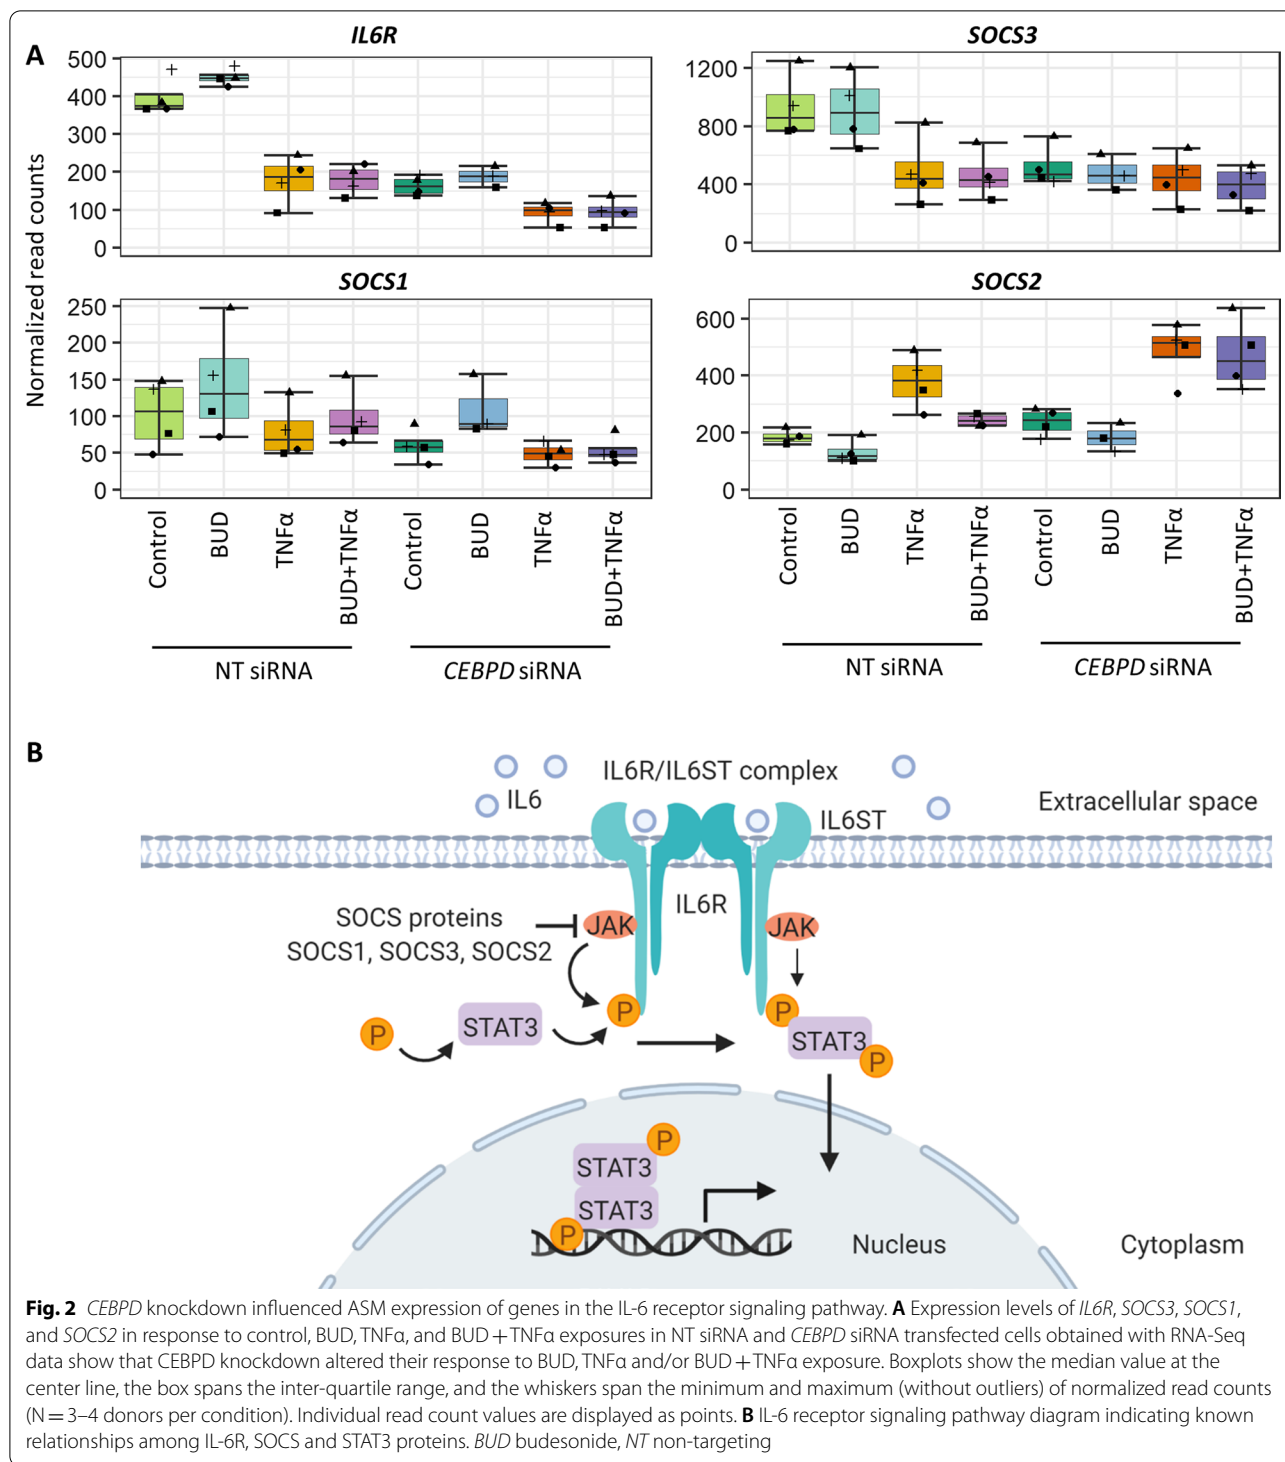 A
IL6R
SOCS3
Normalized read counts
500
400
300
200
100
0
1200
800
400
0
SOCS1
SOCS2
250
200
150
100
50
0
600
400
200
0
Control
BUD
TNFα
BUD+TNFα
Control
BUD
TNFα
BUD+TNFα
Control
BUD
TNFα
BUD+TNFα
Control
BUD
TNFα
BUD+TNFα
NT siRNA
CEBPD siRNA
NT siRNA
CEBPD siRNA
B
IL6R/IL6ST complex
IL6
IL6ST
Extracellular space
IL6R
SOCS proteins
SOCS1, SOCS3, SOCS2
JAK
JAK
P
P
P
STAT3
STAT3
P
P
STAT3
STAT3
P
Nucleus
Cytoplasm
Fig. 2 CEBPD knockdown influenced ASM expression of genes in the IL-6 receptor signaling pathway. A Expression levels of IL6R, SOCS3, SOCS1,
and SOCS2 in response to control, BUD, TNFα, and BUD + TNFα exposures in NT siRNA and CEBPD siRNA transfected cells obtained with RNA-Seq
data show that CEBPD knockdown altered their response to BUD, TNFα and/or BUD + TNFα exposure. Boxplots show the median value at the
center line, the box spans the inter-quartile range, and the whiskers span the minimum and maximum (without outliers) of normalized read counts
(N = 3–4 donors per condition). Individual read count values are displayed as points. B IL-6 receptor signaling pathway diagram indicating known
relationships among IL-6R, SOCS and STAT3 proteins. BUD budesonide, NT non-targeting